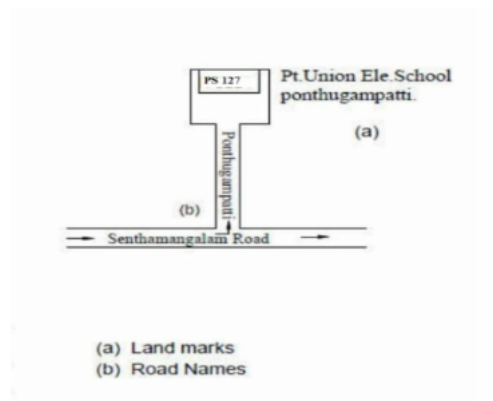 PS 127
Pt.Union Ele.School
ponthugampatti.
(a)
Ponthugampatti
(b)
Senthamangalam Road
(a) Land marks
(b) Road Names